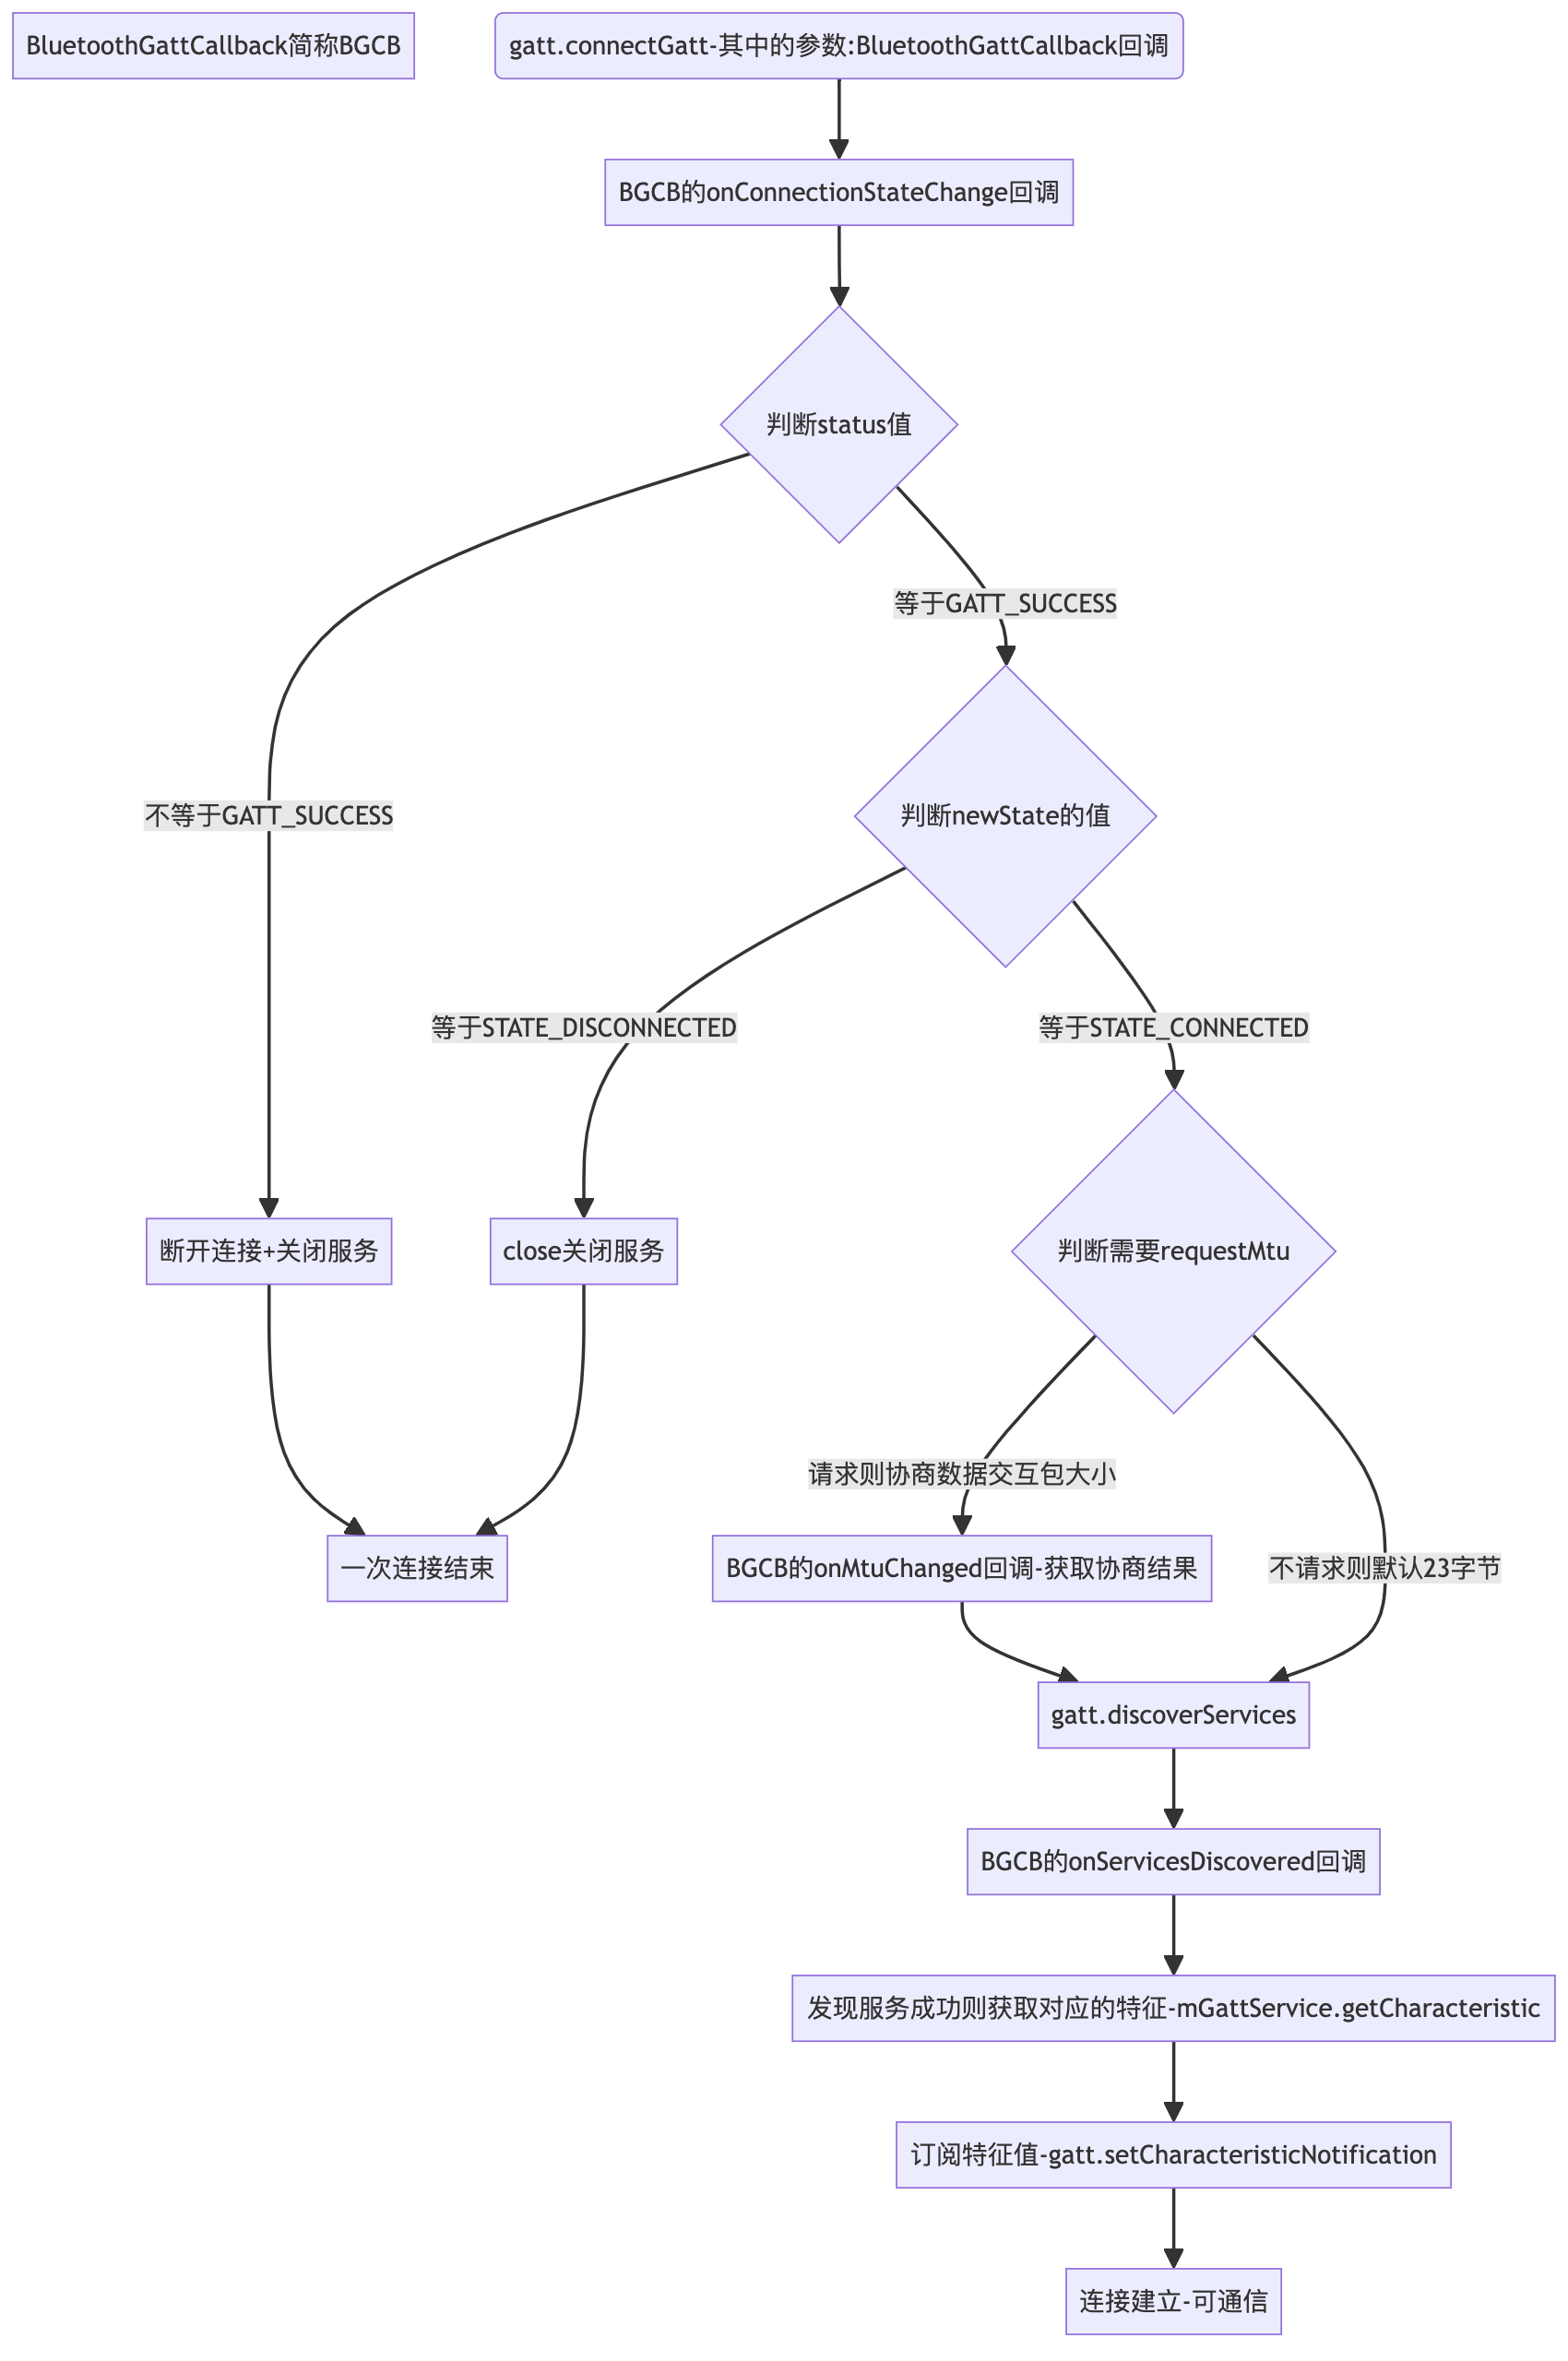 BluetoothGattCallback简称BGCB
gatt.connectGatt-其中的参数:BluetoothGattCallback回调
BGCB的onConnectionStateChange回调
判断status值
等于GATT_SUCCESS
不等于GATT_SUCCESS
判断newState的值
等于STATE_DISCONNECTED
等于STATE_CONNECTED
断开连接+关闭服务
close关闭服务
判断需要requestMtu
请求则协商数据交互包大小
一次连接结束
BGCB的onMtuChanged回调-获取协商结果
不请求则默认23字节
gatt.discoverServices
BGCB的onServicesDiscovered回调
发现服务成功则获取对应的特征-mGattService.getCharacteristic
订阅特征值-gatt.setCharacteristicNotification
连接建立-可通信